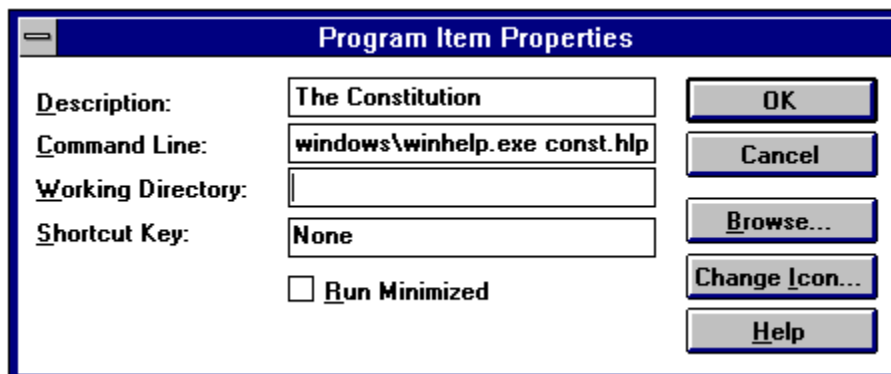 Program Item Properties
Description: The Constitution
Command Line: windows\winhelp.exe const.hlp
Working Directory:
Shortcut Key: None
Run Minimized
OK
Cancel
Browse...
Change Icon...
Help